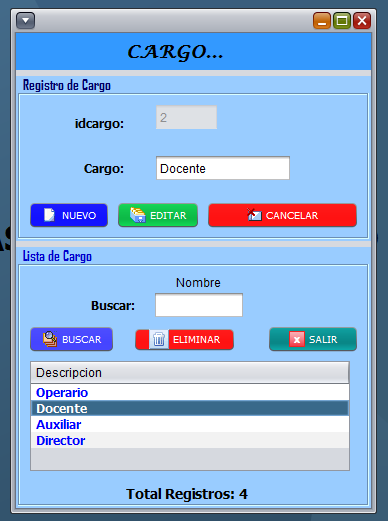 CARGO...
Registro de Cargo
idcargo: 2
Cargo: Docente
NUEVO EDITAR CANCELAR
Lista de Cargo
Nombre
Buscar:
BUSCAR ELIMINAR SALIR
Descripcion
Operario
Docente
Auxiliar
Director
Total Registros: 4